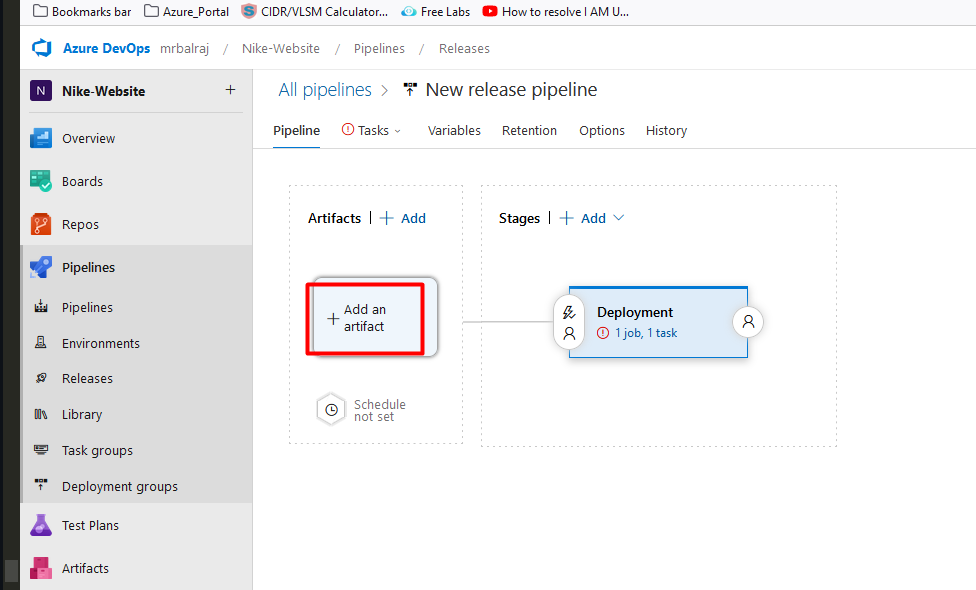 Bookmarks bar Azure_Portal CIDR/VLSM Calculator... Free Labs How to resolve I AM U...
Azure DevOps mrbalraj / Nike-Website / Pipelines / Releases
N Nike-Website +
Overview
Boards
Repos
Pipelines
Pipelines
Environments
Releases
Library
Task groups
Deployment groups
Test Plans
Artifacts
All pipelines > New release pipeline
Pipeline Tasks Variables Retention Options History
Artifacts | + Add
Stages | + Add
+ Add an
artifact
Schedule
not set
Deployment
1 job, 1 task